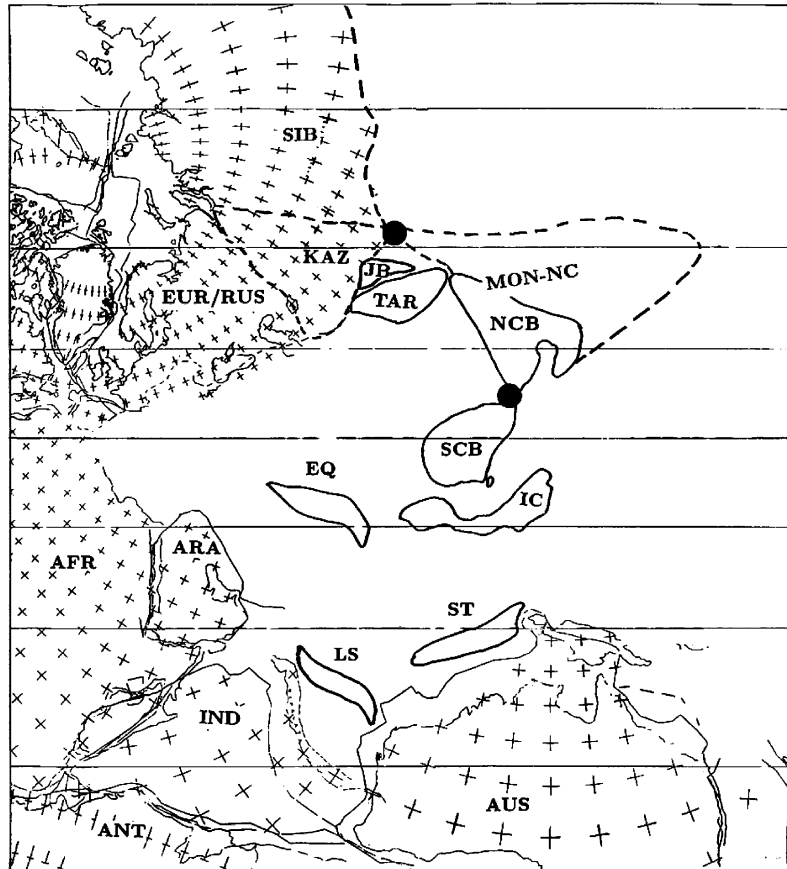 SIB
KAZ
JB
MON-NC
EUR/RUS
TAR
NCB
SCB
EQ
IC
AFR
ARA
ST
LS
IND
AUS
ANT